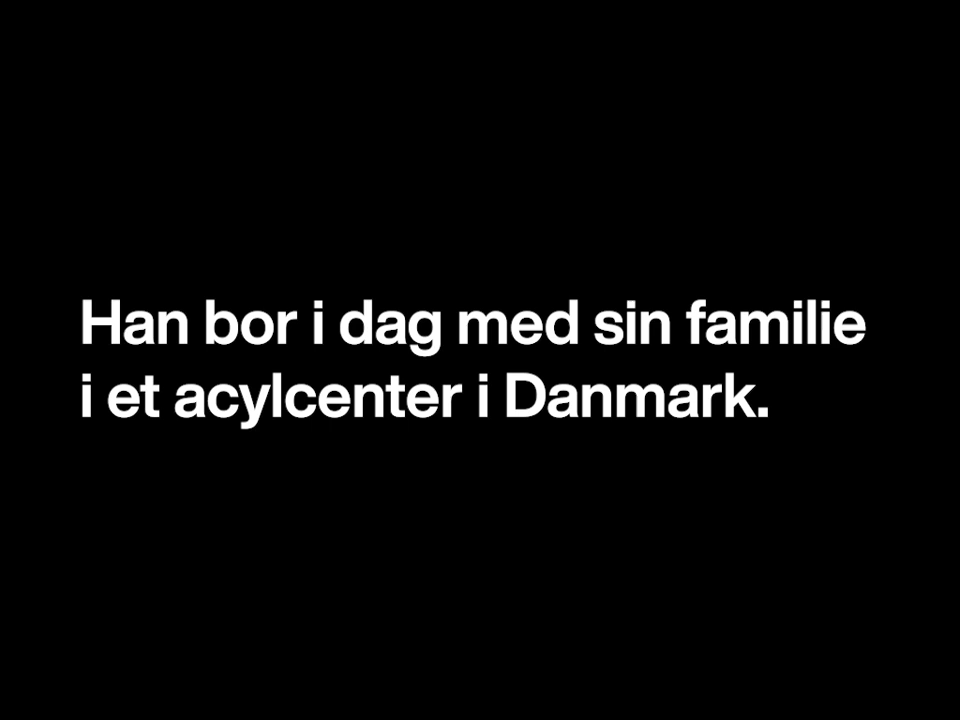 Han bor i dag med sin familie
i et acylcenter i Danmark.